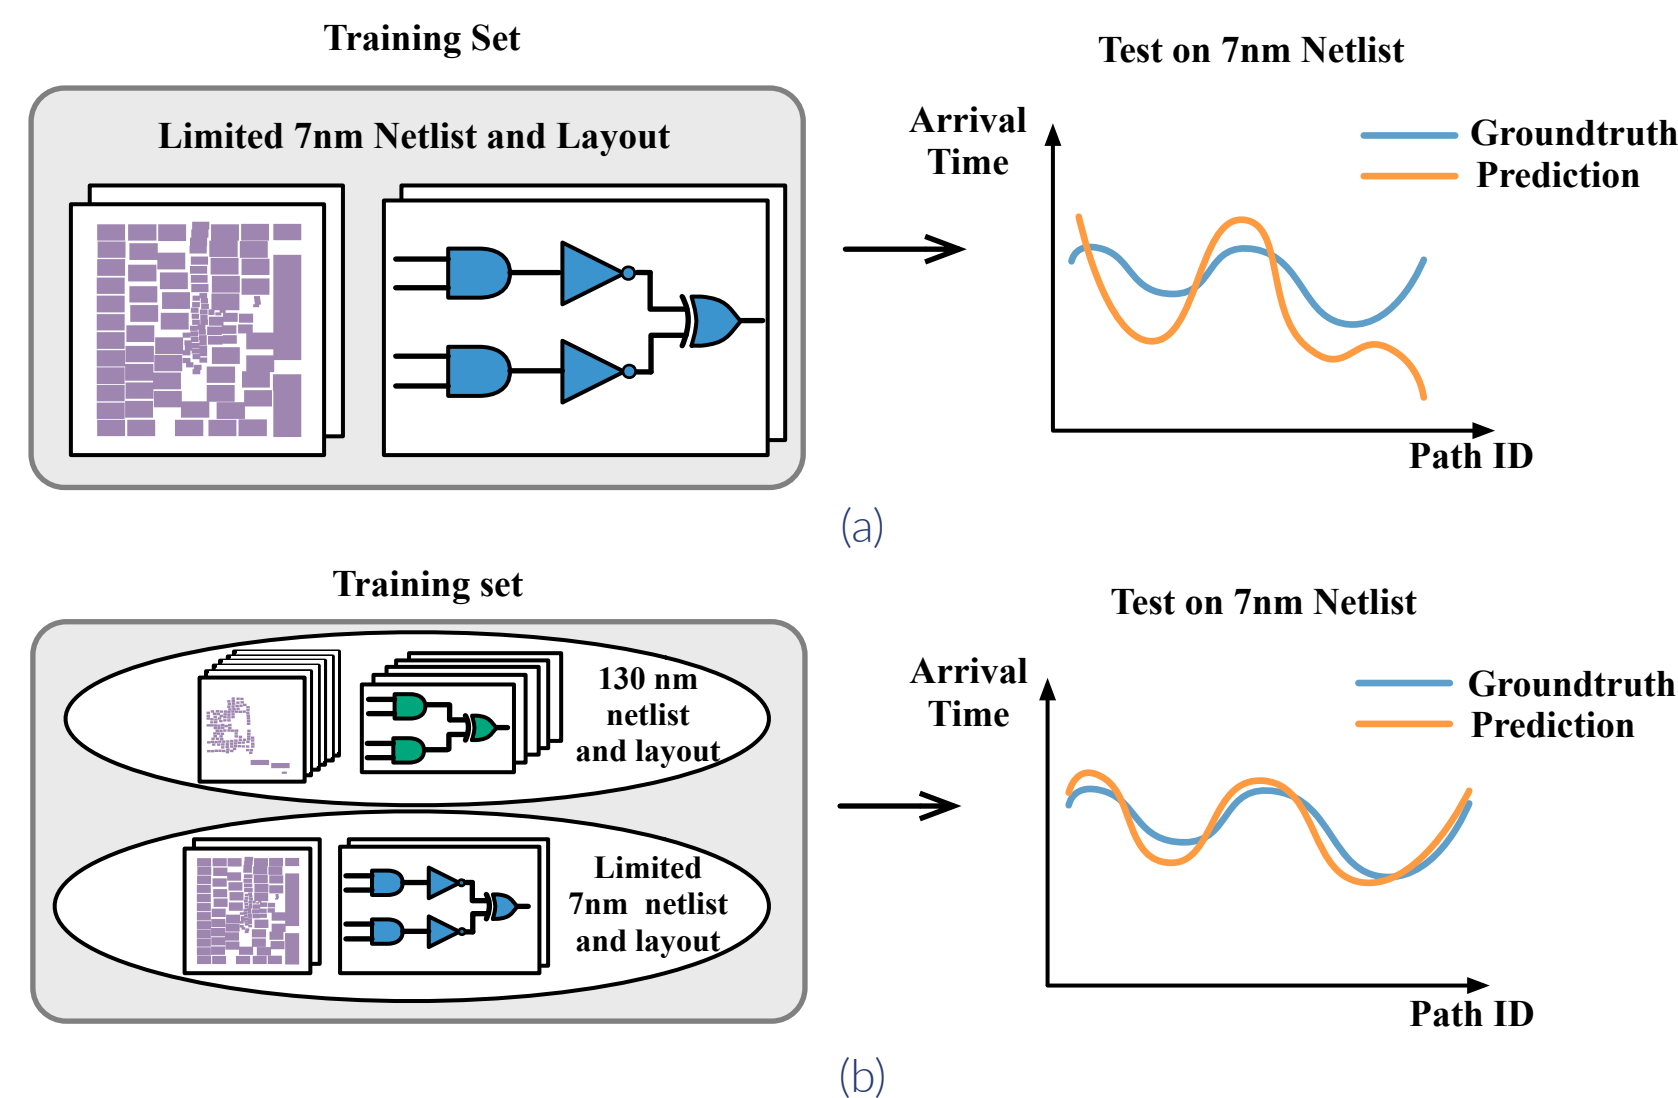 Training Set
Limited 7nm Netlist and Layout
Test on 7nm Netlist
Arrival
Time
Groundtruth
Prediction
Path ID
(a)
Training set
130 nm
netlist
and layout
Limited
7nm netlist
and layout
Test on 7nm Netlist
Arrival
Time
Groundtruth
Prediction
Path ID
(b)